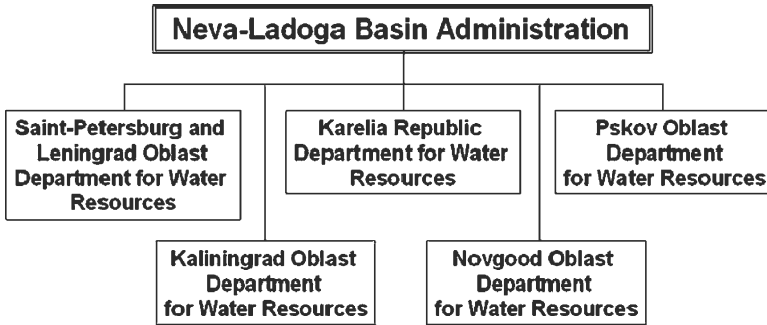 Neva-Ladoga Basin Administration
Saint-Petersburg and
Leningrad Oblast
Department for Water
Resources
Karelia Republic
Department for Water
Resources
Pskov Oblast
Department
for Water Resources
Kaliningrad Oblast
Department
for Water Resources
Novgood Oblast
Department
for Water Resources